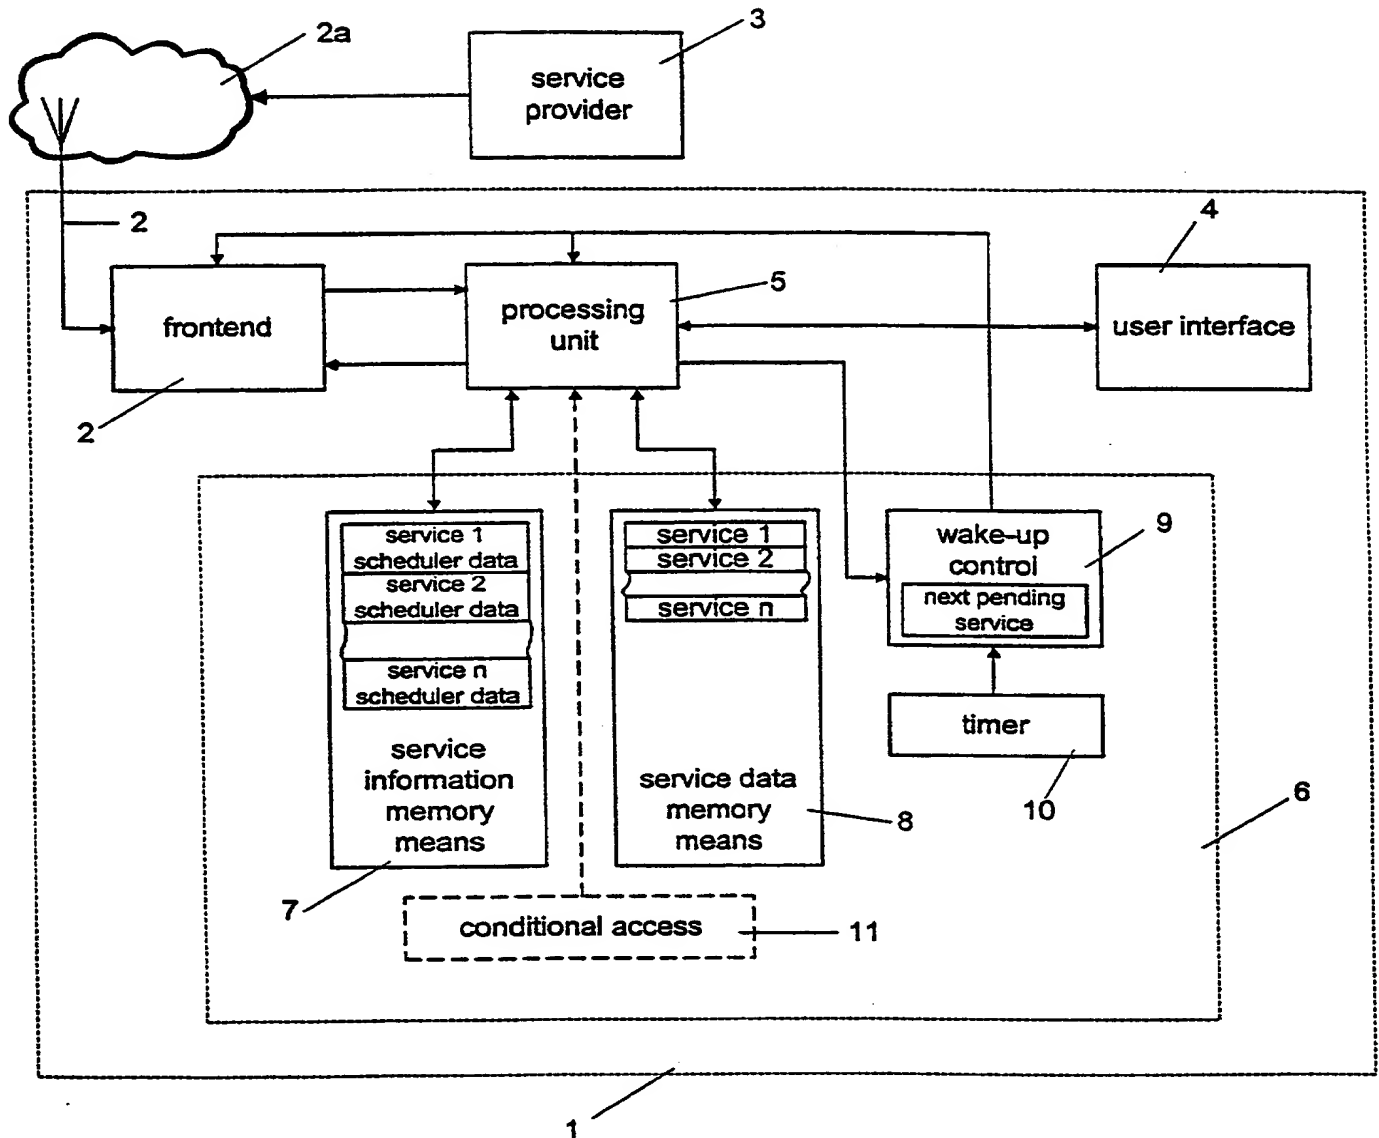 2a
3
service
provider
2
4
frontend
processing
unit
5
user interface
2
service 1
scheduler data
service 2
scheduler data
service n
scheduler data
service
information
memory
means
7
service 1
service 2
service n
service data
memory
means
8
wake-up
control
next pending
service
9
timer
10
6
conditional access
11
1